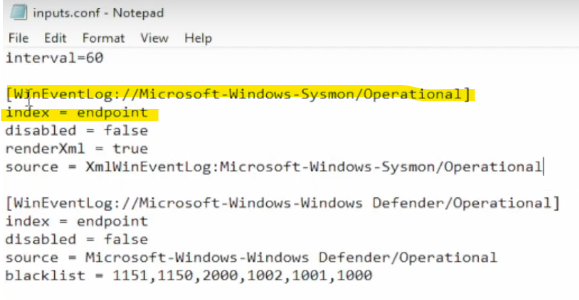 inputs.conf - Notepad
File Edit Format View Help
interval=60
[WinEventLog://Microsoft-Windows-Sysmon/Operational]
index = endpoint
disabled = false
renderXml = true
source = XmlWinEventLog:Microsoft-Windows-Sysmon/Operational
[WinEventLog://Microsoft-Windows-Windows Defender/Operational]
index = endpoint
disabled = false
source = Microsoft-Windows-Windows Defender/Operational
blacklist = 1151,1150,2000,1002,1001,1000